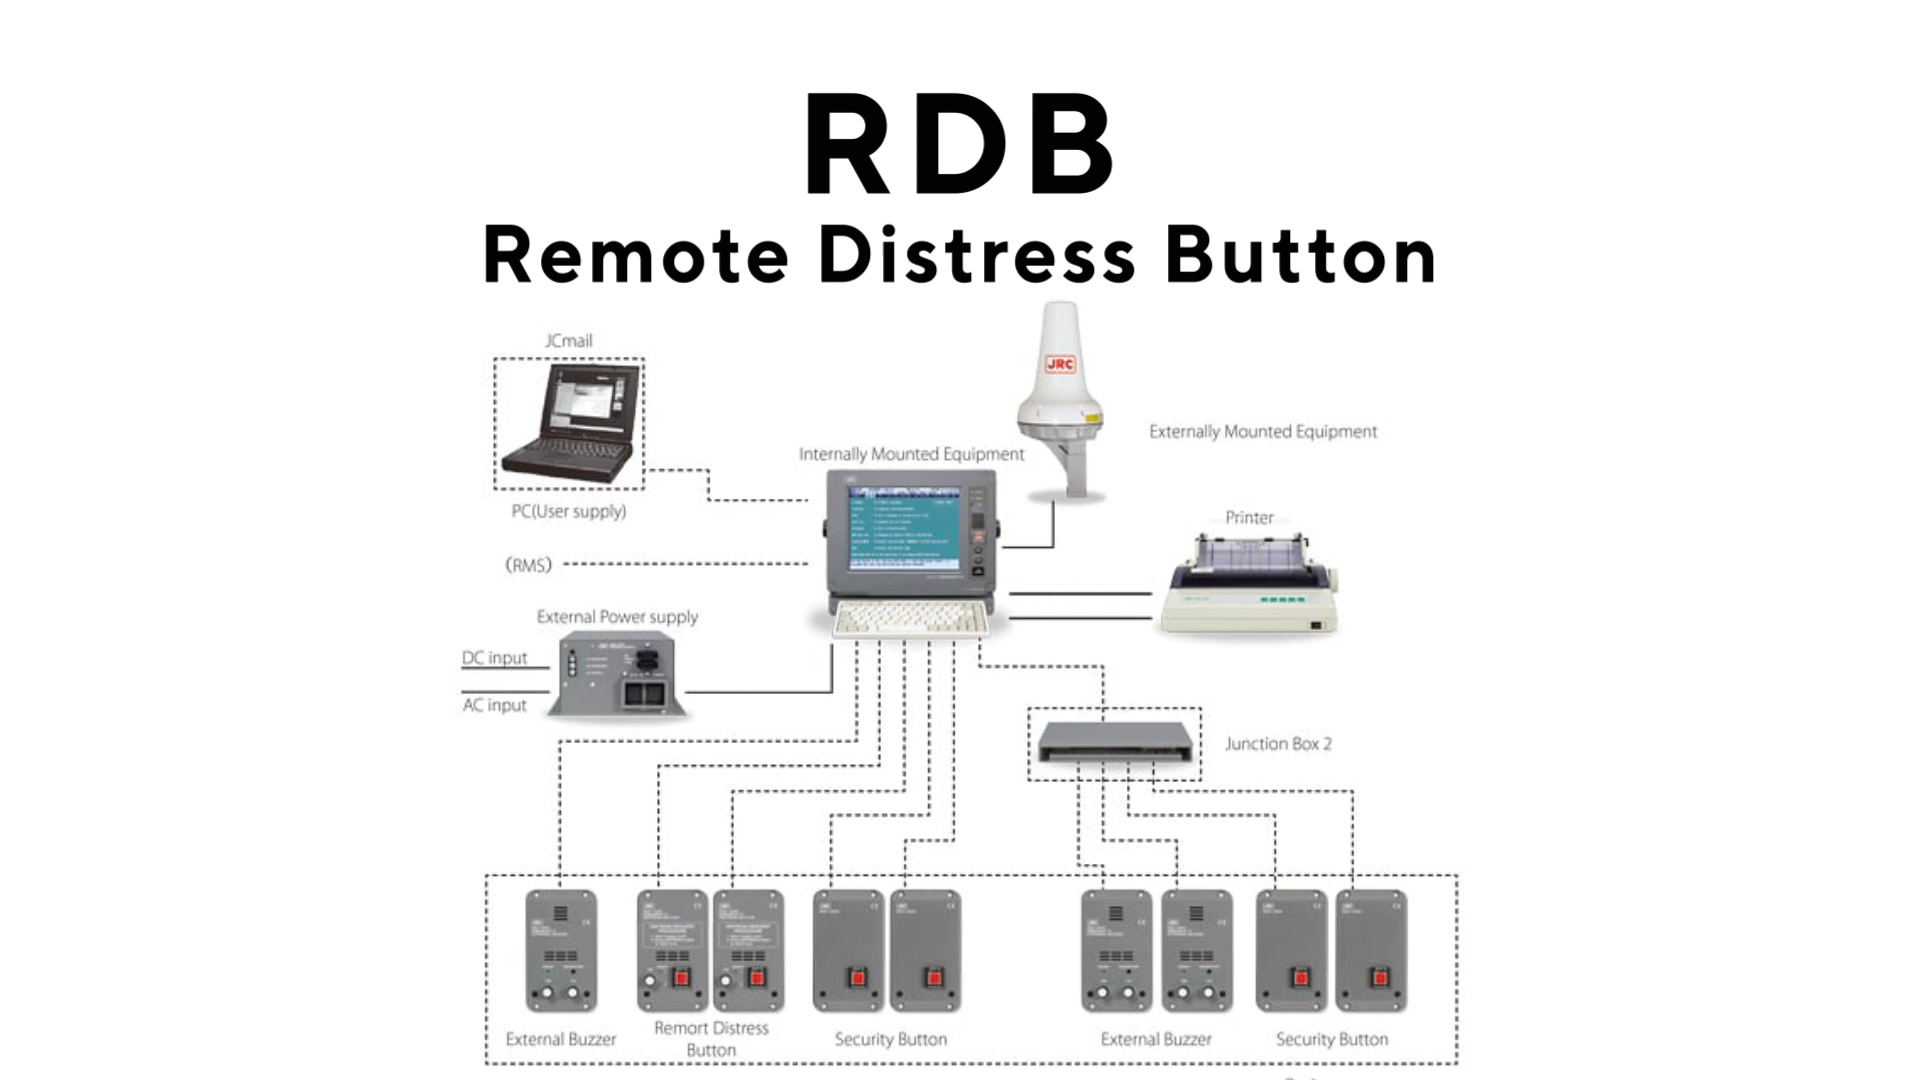 RDB
Remote Distress Button
JCmail
JRC
Externally Mounted Equipment
Internally Mounted Equipment
PC(User supply)
Printer
(RMS)
External Power supply
DC input
AC input
Junction Box 2
External Buzzer
Remort Distress
Button
Security Button
External Buzzer
Security Button